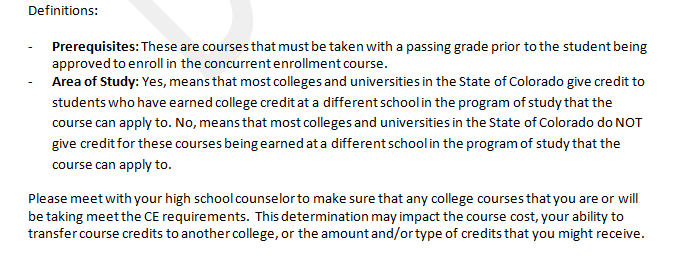 Definitions:
- Prerequisites: These are courses that must be taken with a passing grade prior to the student being
approved to enroll in the concurrent enrollment course.
- Area of Study: Yes, means that most colleges and universities in the State of Colorado give credit to
students who have earned college credit at a different school in the program of study that the
course can apply to. No, means that most colleges and universities in the State of Colorado do NOT
give credit for these courses being earned at a different school in the program of study that the
course can apply to.
Please meet with your high school counselor to make sure that any college courses that you are or will
be taking meet the CE requirements. This determination may impact the course cost, your ability to
transfer course credits to another college, or the amount and/or type of credits that you might receive.